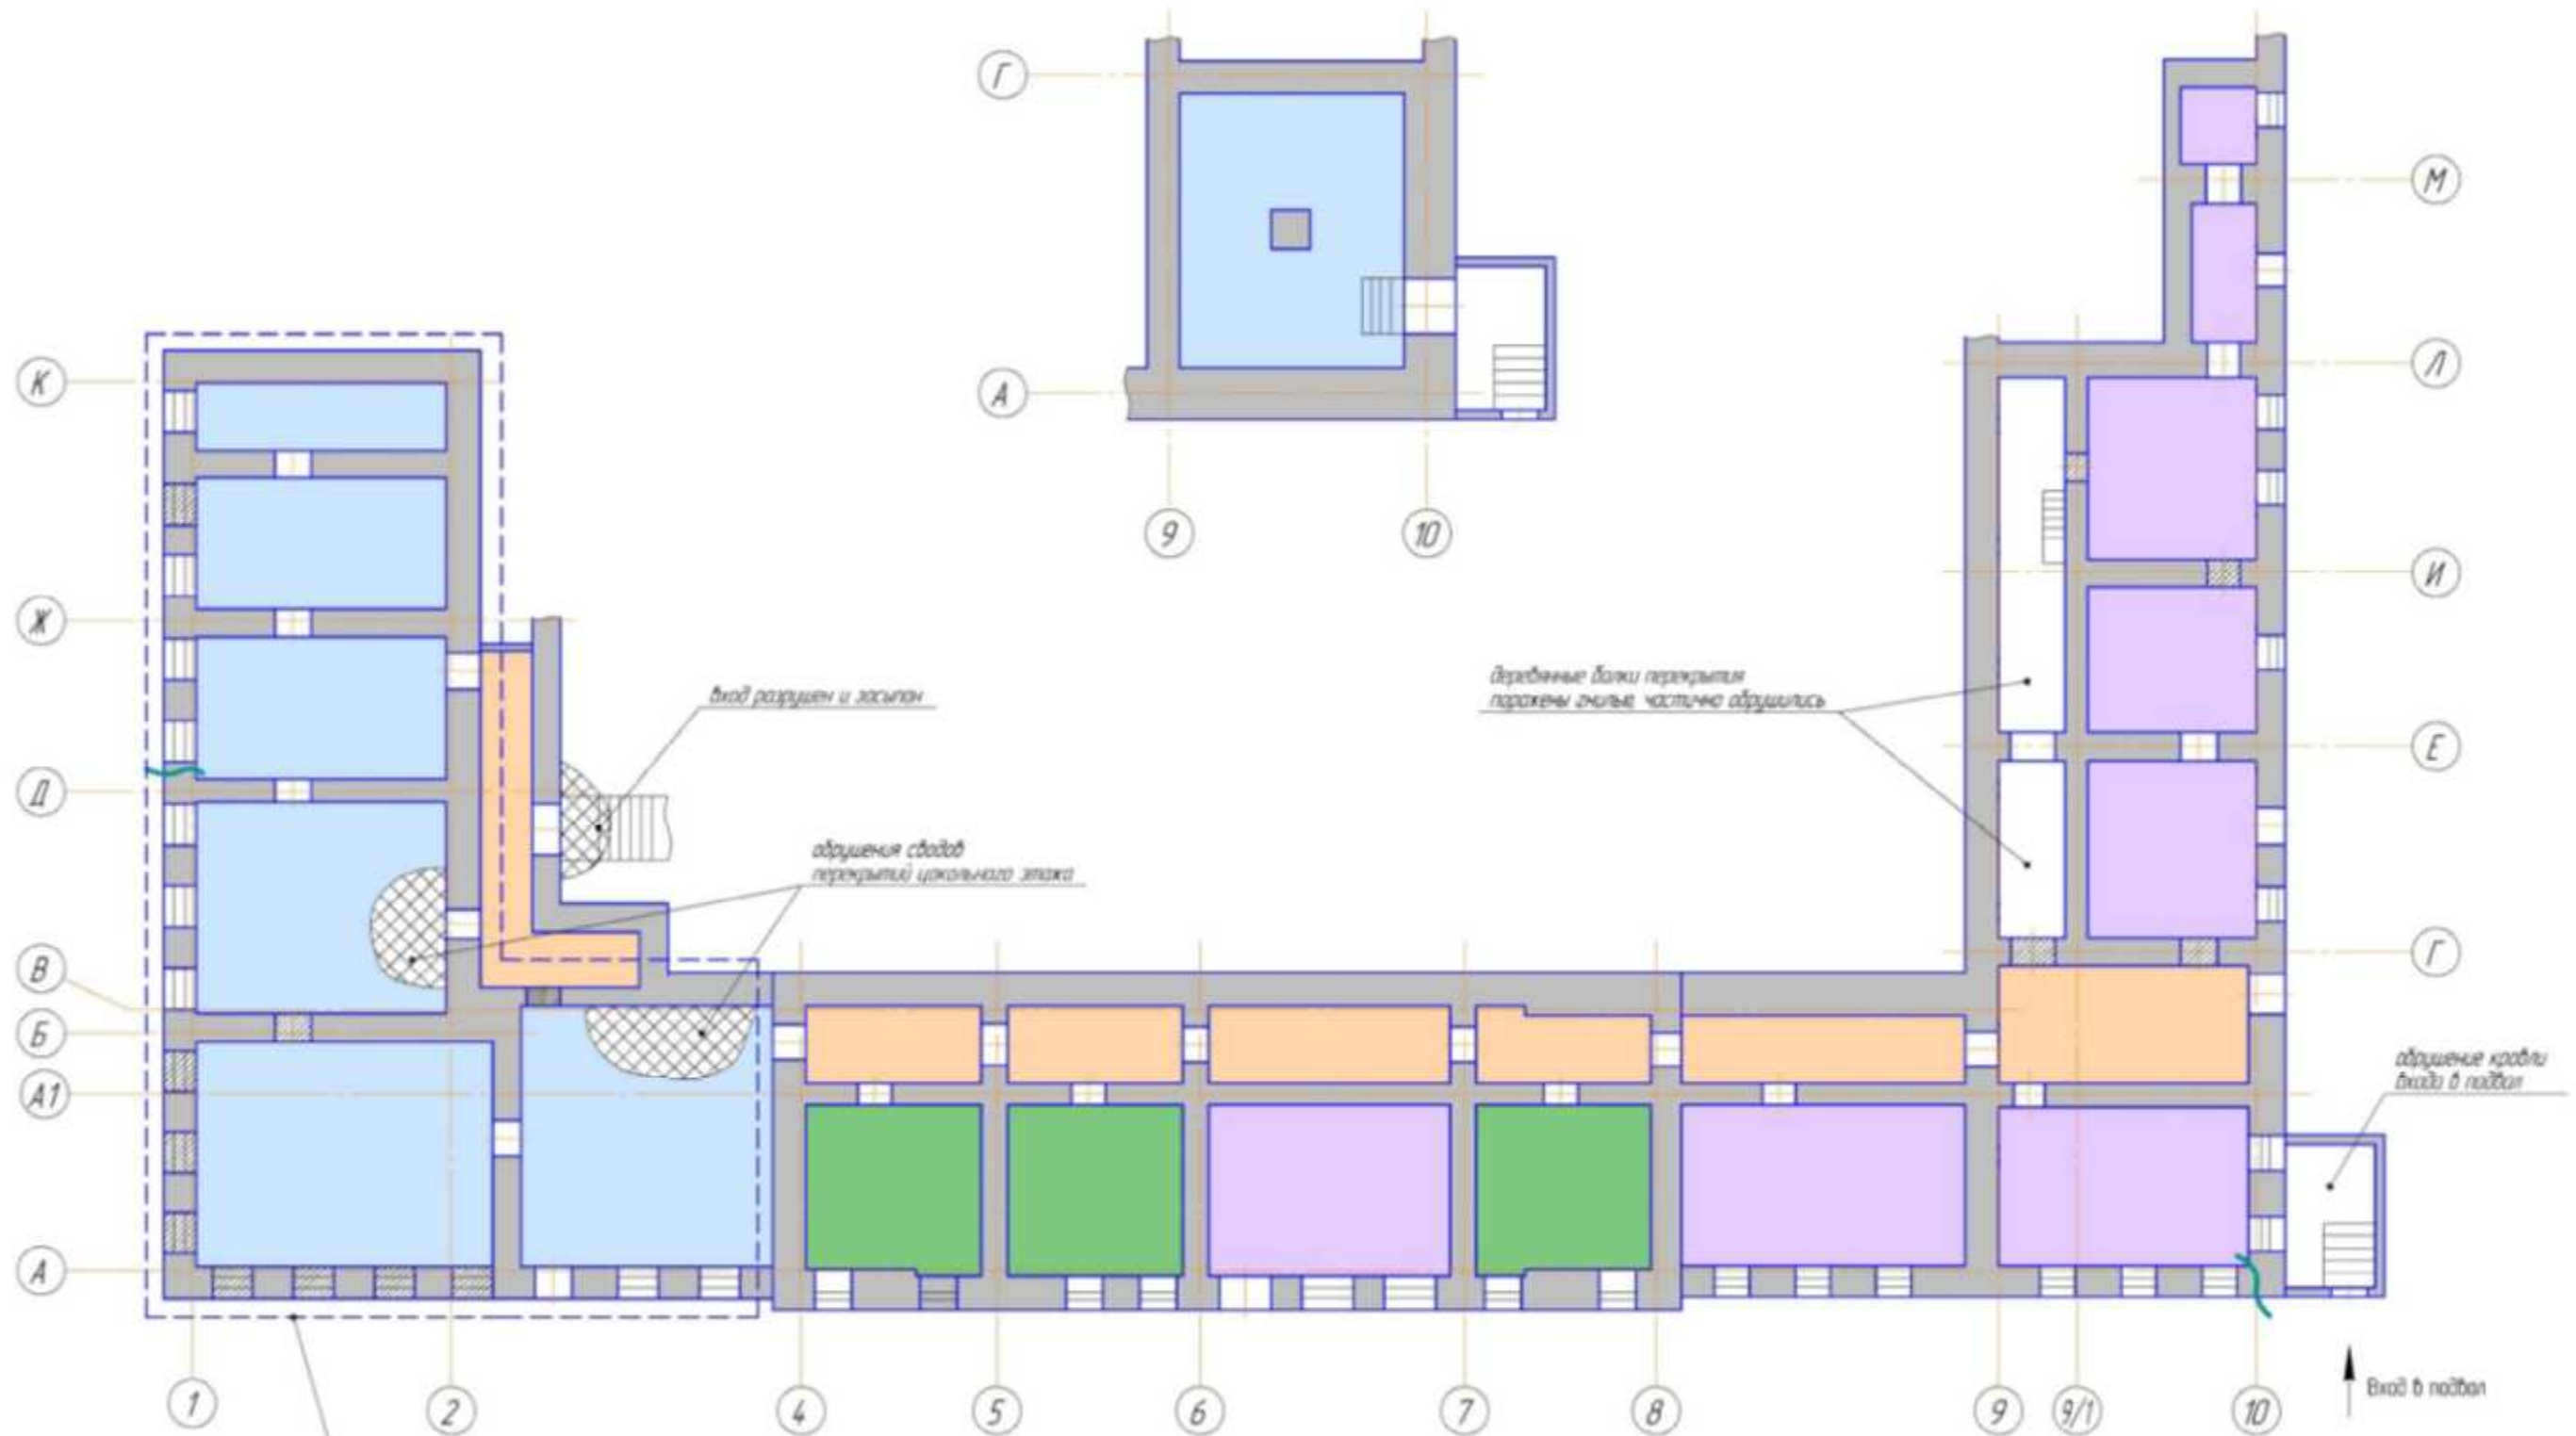 Г
А
9
10
М
Л
И
Е
Г
К
Ж
Д
В
Б
А1
А
вход разрушен и засыпан
обрушения сводов
перекрытий цокольного этажа
Деревянные балки перекрытия
поражены гнилью, частично обрушились
обрушение кровли
входа в подвал
1
2
4
5
6
7
8
9
9/1
10
Вход в подвал